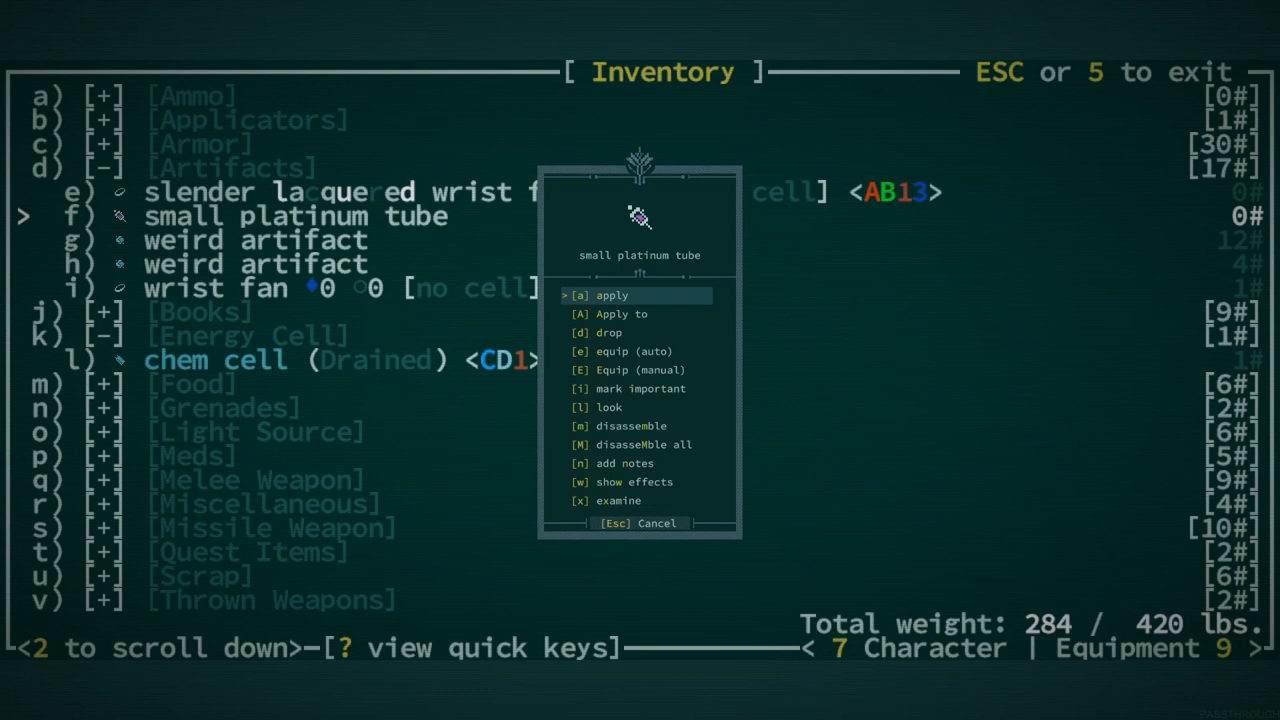 [ Inventory ] ESC or 5 to exit
a) [+] [Ammo] [0#]
b) [+] [Applicators] [1#]
c) [+] [Armor] [30#]
d) [-] [Artifacts] [17#]
e) slender lacquered wrist f cell] <AB13> 0#
> f) small platinum tube 0#
g) weird artifact 12#
h) weird artifact 4#
i) wrist fan ♦0 ○0 [no cell] 1#
j) [+] [Books] [9#]
k) [-] [Energy Cell] [1#]
l) chem cell (Drained) <CD1> 1#
m) [+] [Food] [6#]
n) [+] [Grenades] [2#]
o) [+] [Light Source] [6#]
p) [+] [Meds] [5#]
q) [+] [Melee Weapon] [9#]
r) [+] [Miscellaneous] [4#]
s) [+] [Missile Weapon] [10#]
t) [+] [Quest Items] [2#]
u) [+] [Scrap] [6#]
v) [+] [Thrown Weapons] [2#]
Total weight: 284 / 420 lbs.
<2 to scroll down> [? view quick keys] < 7 Character | Equipment 9 >
small platinum tube
> [a] apply
[A] Apply to
[d] drop
[e] equip (auto)
[E] Equip (manual)
[i] mark important
[l] look
[m] disassemble
[M] disasseMble all
[n] add notes
[w] show effects
[x] examine
[Esc] Cancel